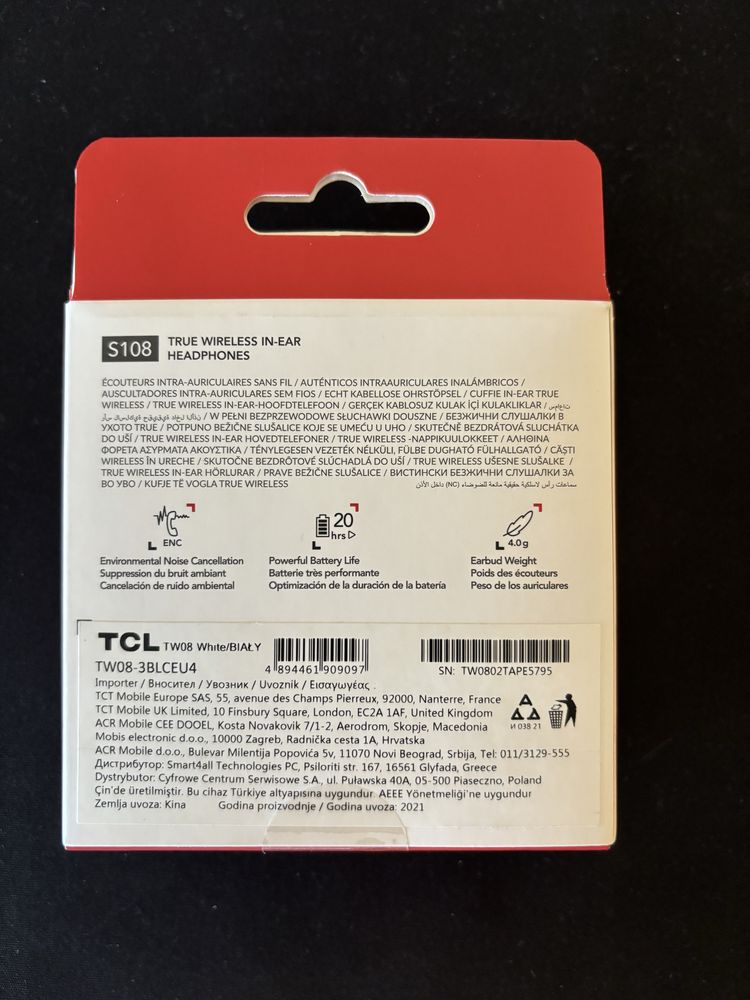 S108
TRUE WIRELESS IN-EAR
HEADPHONES
ÉCOUTEURS INTRA-AURICULAIRES SANS FIL / AUTÉNTICOS INTRAAURICULARES INALÁMBRICOS /
AUSCULTADORES INTRA-AURICULARES SEM FIOS / ECHT KABELLOSE OHRSTÖPSEL / CUFFIE IN-EAR TRUE
WIRELESS / TRUE WIRELESS IN-EAR-HOOFDTELEFOON / GERÇEK KABLOSUZ KULAK İÇİ KULAKLIKLAR /
/ W PEŁNI BEZPRZEWODOWE SŁUCHAWKI DOUSZNE / БЕЗЖИЧНИ СЛУШАЛКИ В
УХОТО TRUE / POTPUNO BEŽIČNE SLUŠALICE KOJE SE UMEĆU U UHO / SKUTEČNĚ BEZDRÁTOVÁ SLUCHÁTKA
DO UŠÍ / TRUE WIRELESS IN-EAR HOVEDTELEFONER / TRUE WIRELESS -NAPPIKUULOKKEET / ΑΛΗΘΙΝΑ
ΦΟΡΕΤΑ ΑΣΥΡΜΑΤΑ ΑΚΟΥΣΤΙΚΑ / TÉNYLEGESEN VEZETÉK NÉLKÜLI, FÜLBE DUGHATÓ FÜLHALLGATÓ / CĂȘTI
WIRELESS ÎN URECHE / SKUTOČNE BEZDRÔTOVÉ SLÚCHADLÁ DO UŠÍ / TRUE WIRELESS UŠESNE SLUŠALKE /
TRUE WIRELESS IN-EAR HÖRLURAR / PRAVE BEŽIČNE SLUŠALICE / ВИСТИНСКИ БЕЗЖИЧНИ СЛУШАЛКИ ЗА
ВО УВО / KUFJE TË VOGLA TRUE WIRELESS سماعات رأس لاسلكية حقيقية مانعة للضوضاء (NC) داخل الأذن
ENC
20
hrs
4.0 g
Environmental Noise Cancellation
Suppression du bruit ambiant
Cancelación de ruido ambiental
Powerful Battery Life
Batterie très performante
Optimización de la duración de la batería
Earbud Weight
Poids des écouteurs
Peso de los auriculares
TCL TW08 White/BIAŁY
TW08-3BLCEU4
4 894461 909097
SN: TW0802TAPE5795
Importer / Вносител / Увозник / Uvoznik / Εισαγωγέας .
TCT Mobile Europe SAS, 55, avenue des Champs Pierreux, 92000, Nanterre, France
TCT Mobile UK Limited, 10 Finsbury Square, London, EC2A 1AF, United Kingdom
ACR Mobile CEE DOOEL, Kosta Novakovik 7/1-2, Aerodrom, Skopje, Macedonia
Mobis electronic d.o.o., 10000 Zagreb, Radnička cesta 1A, Hrvatska
ACR Mobile d.o.o., Bulevar Milentija Popovića 5v, 11070 Novi Beograd, Srbija, Tel: 011/3129-555
Дистрибутор: Smart4all Technologies PC, Psiloriti str. 167, 16561 Glyfada, Greece
Dystrybutor: Cyfrowe Centrum Serwisowe S.A., ul. Puławska 40A, 05-500 Piaseczno, Poland
Çin'de üretilmiştir. Bu cihaz Türkiye altyapısına uygundur. AEEE Yönetmeliği'ne uygundur
Zemlja uvoza: Kina Godina proizvodnje / Godina uvoza: 2021
И 038 21